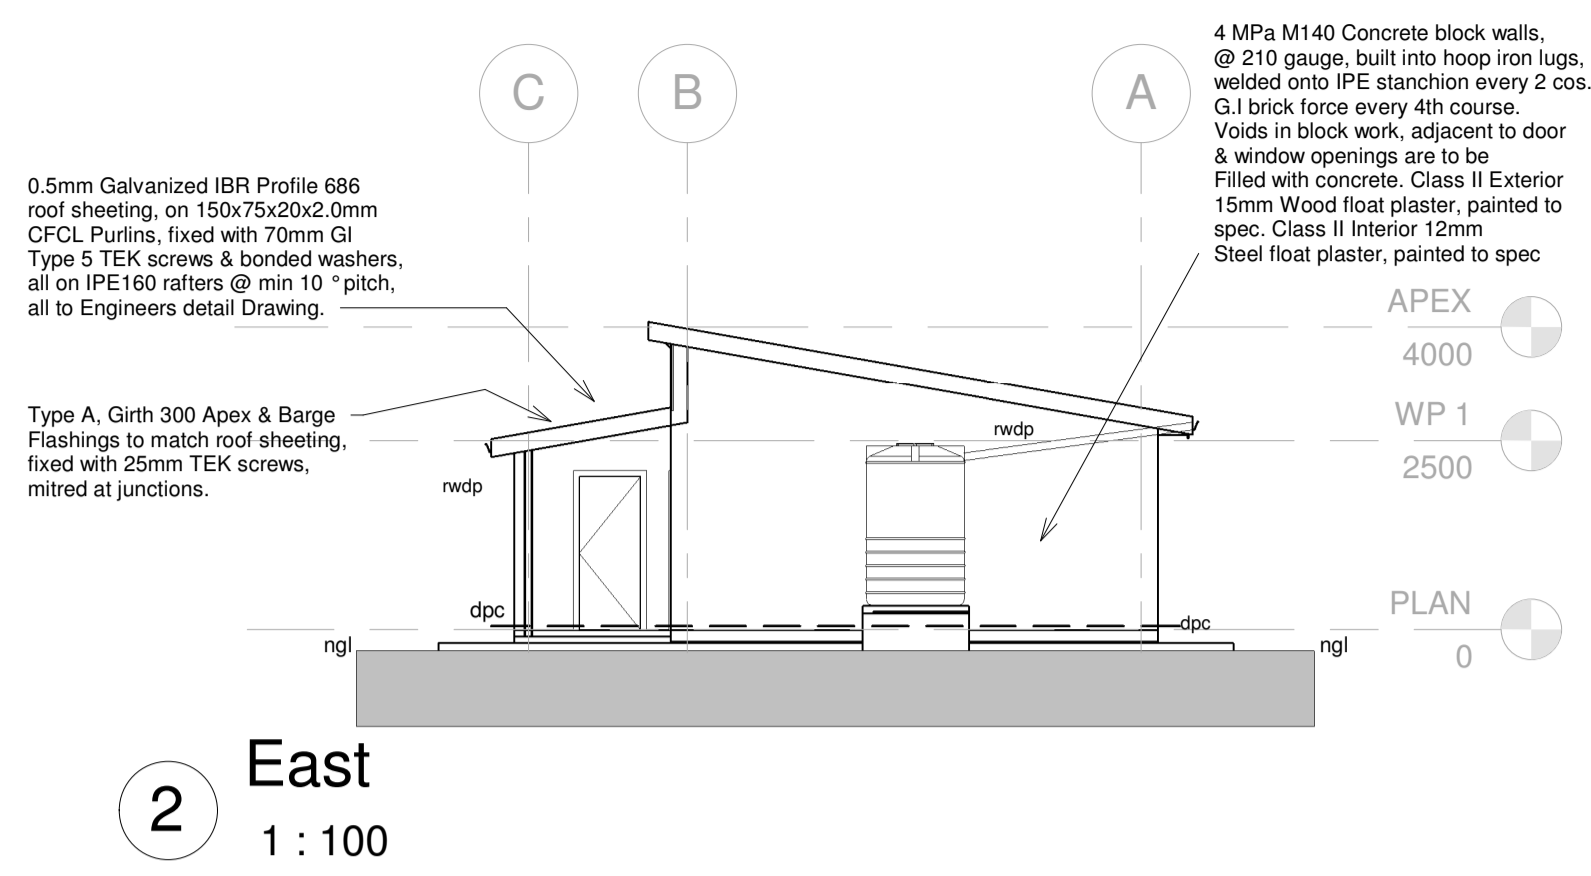 4 MPa M140 Concrete block walls,
@ 210 gauge, built into hoop iron lugs,
welded onto IPE stanchion every 2 cos.
G.I brick force every 4th course.
Voids in block work, adjacent to door
& window openings are to be
Filled with concrete. Class II Exterior
15mm Wood float plaster, painted to
spec. Class II Interior 12mm
Steel float plaster, painted to spec
C
B
A
0.5mm Galvanized IBR Profile 686
roof sheeting, on 150x75x20x2.0mm
CFCL Purlins, fixed with 70mm GI
Type 5 TEK screws & bonded washers,
all on IPE160 rafters @ min 10 ° pitch,
all to Engineers detail Drawing.
APEX
4000
Type A, Girth 300 Apex & Barge
Flashings to match roof sheeting,
fixed with 25mm TEK screws,
mitred at junctions.
WP 1
2500
rwdp
rwdp
dpc
dpc
PLAN
0
ngl
ngl
2
East
1 : 100